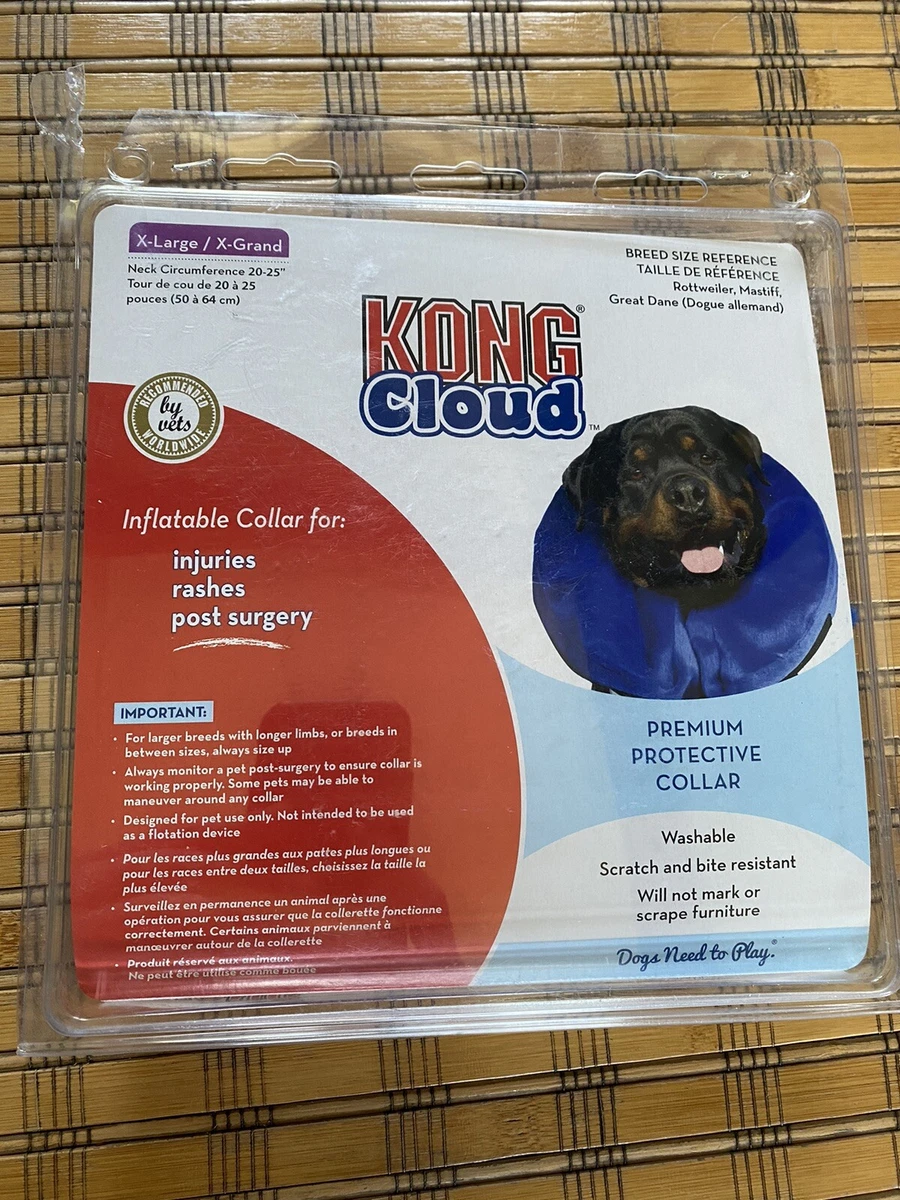 X-Large / X-Grand
Neck Circumference 20-25"
Tour de cou de 20 à 25
pouces (50 à 64 cm)
BREED SIZE REFERENCE
TAILLE DE RÉFÉRENCE
Rottweiler, Mastiff,
Great Dane (Dogue allemand)
KONG®
Cloud™
RECOMMENDED
by
vets
WORLDWIDE
Inflatable Collar for:
injuries
rashes
post surgery
IMPORTANT:
• For larger breeds with longer limbs, or breeds in
between sizes, always size up
• Always monitor a pet post-surgery to ensure collar is
working properly. Some pets may be able to
maneuver around any collar
• Designed for pet use only. Not intended to be used
as a flotation device
• Pour les races plus grandes aux pattes plus longues ou
pour les races entre deux tailles, choisissez la taille la
plus élevée
• Surveillez en permanence un animal après une
opération pour vous assurer que la collerette fonctionne
correctement. Certains animaux parviennent à
manœuvrer autour de la collerette
• Produit réservé aux animaux.
Ne peut être utilisé comme bouée
PREMIUM
PROTECTIVE
COLLAR
Washable
Scratch and bite resistant
Will not mark or
scrape furniture
Dogs Need to Play.®